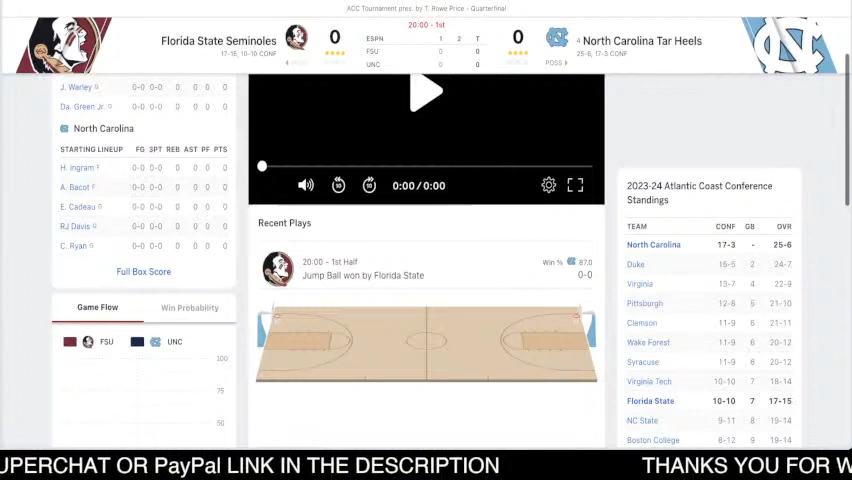 ACC Tournament pres. by T. Rowe Price - Quarterfinal
Florida State Seminoles
17-15, 10-10 CONF
0
20:00 - 1st
ESPN 1 2 T
FSU 0 0
UNC 0 0
0
4 North Carolina Tar Heels
25-6, 17-3 CONF
POSS
J. Warley G 0-0 0-0 0 0 0 0
Da. Green Jr. G 0-0 0-0 0 0 0 0
North Carolina
STARTING LINEUP FG 3PT REB AST PF PTS
H. Ingram F 0-0 0-0 0 0 0 0
A. Bacot F 0-0 0-0 0 0 0 0
E. Cadeau G 0-0 0-0 0 0 0 0
RJ Davis G 0-0 0-0 0 0 0 0
C. Ryan G 0-0 0-0 0 0 0 0
Full Box Score
Game Flow Win Probability
FSU UNC
100
75
50
10 10 0:00 / 0:00
Recent Plays
20:00 - 1st Half
Jump Ball won by Florida State
Win % 87.0
0-0
2023-24 Atlantic Coast Conference
Standings
TEAM CONF GB OVR
North Carolina 17-3 - 25-6
Duke 15-5 2 24-7
Virginia 13-7 4 22-9
Pittsburgh 12-8 5 21-10
Clemson 11-9 6 21-11
Wake Forest 11-9 6 20-12
Syracuse 11-9 6 20-12
Virginia Tech 10-10 7 18-14
Florida State 10-10 7 17-15
NC State 9-11 8 19-14
Boston College 8-12 9 19-14
UPERCHAT OR PayPal LINK IN THE DESCRIPTION THANKS YOU FOR W